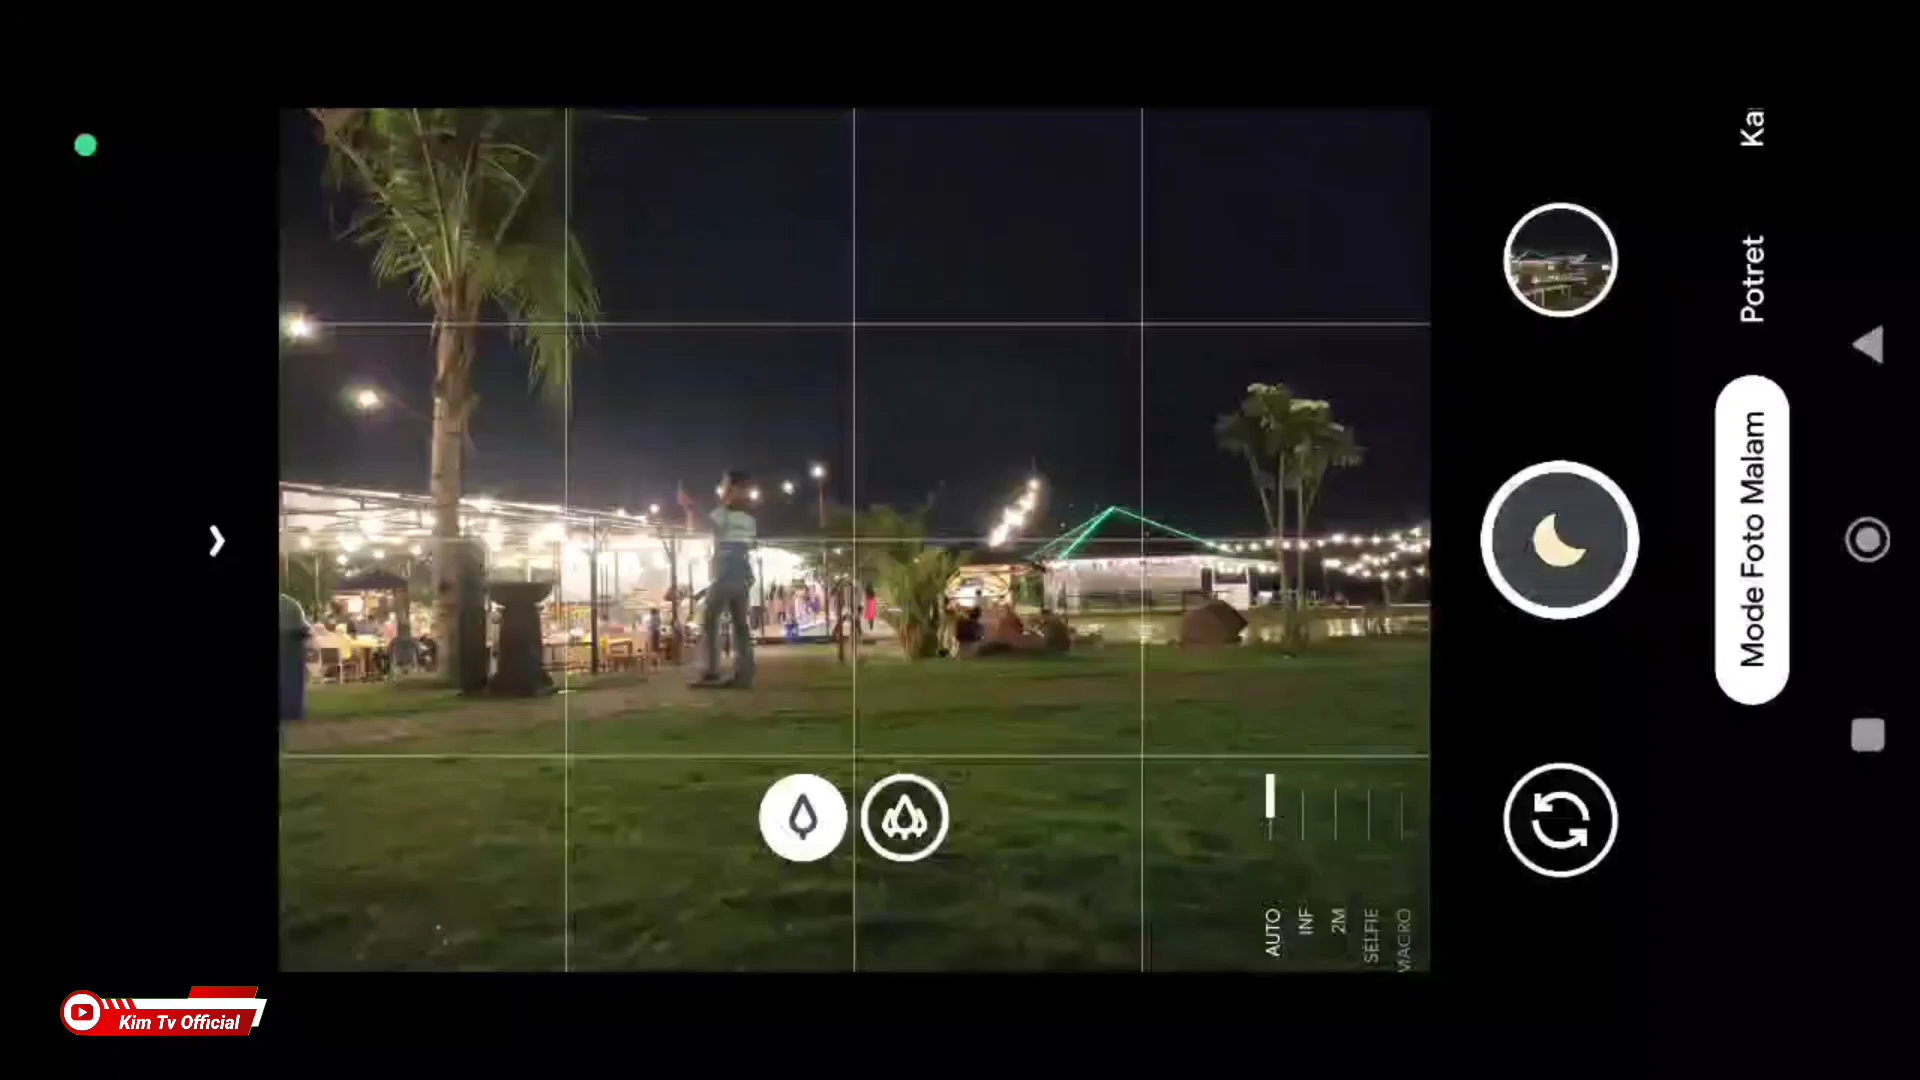 Ka
Potret
Mode Foto Malam
AUTO
INF
2M
SELFIE
MACRO
Kim Tv Official